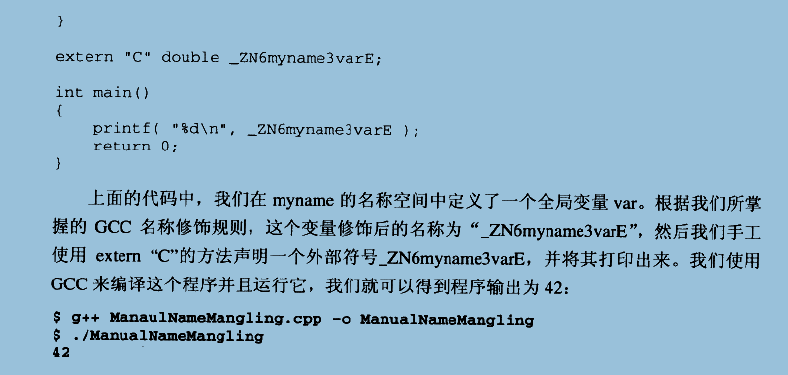 }
extern "C" double _ZN6myname3varE;
int main()
{
printf( "%d\n", _ZN6myname3varE );
return 0;
}
上面的代码中，我们在 myname 的名称空间中定义了一个全局变量 var。根据我们所掌
握的 GCC 名称修饰规则，这个变量修饰后的名称为“_ZN6myname3varE”，然后我们手工
使用 extern “C”的方法声明一个外部符号_ZN6myname3varE，并将其打印出来。我们使用
GCC 来编译这个程序并且运行它，我们就可以得到程序输出为 42：
$ g++ ManaulNameMangling.cpp -o ManualNameMangling
$ ./ManualNameMangling
42